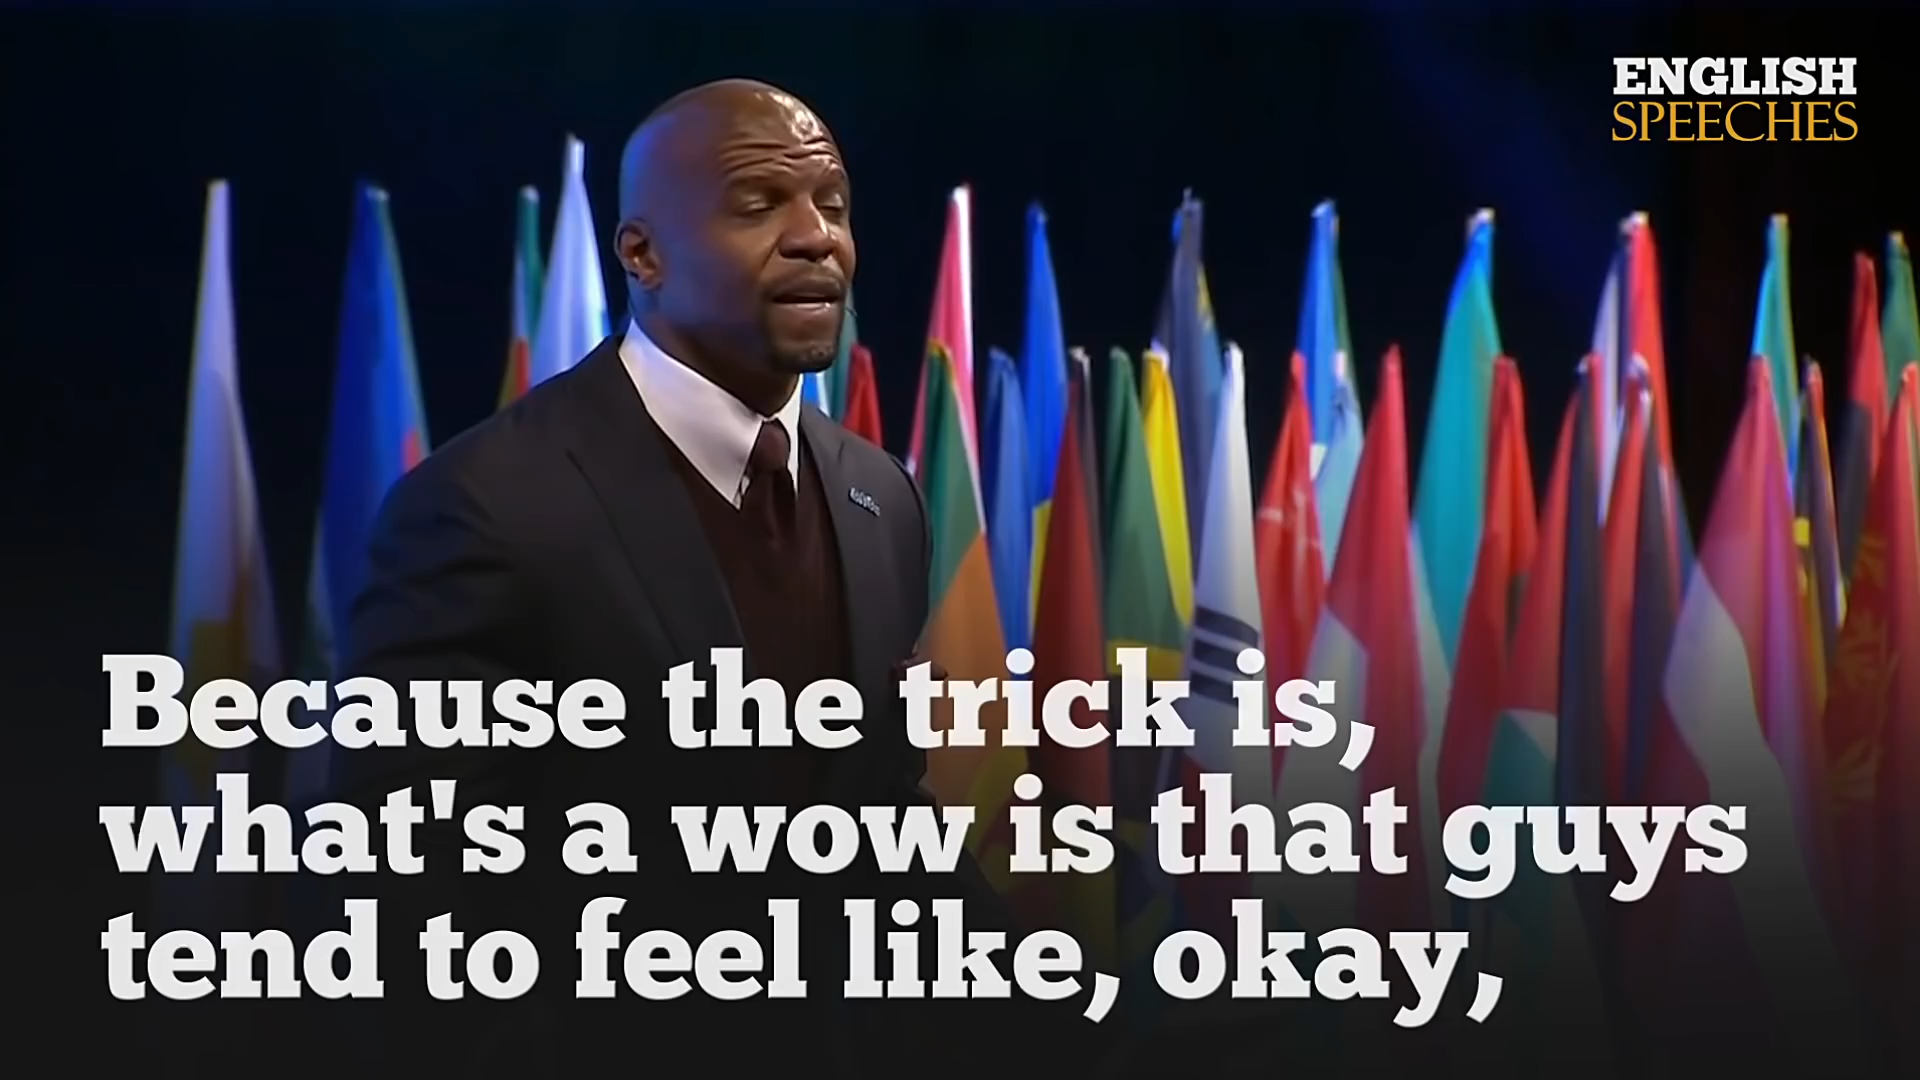 ENGLISH
SPEECHES
Because the trick is,
what's a wow is that guys
tend to feel like, okay,